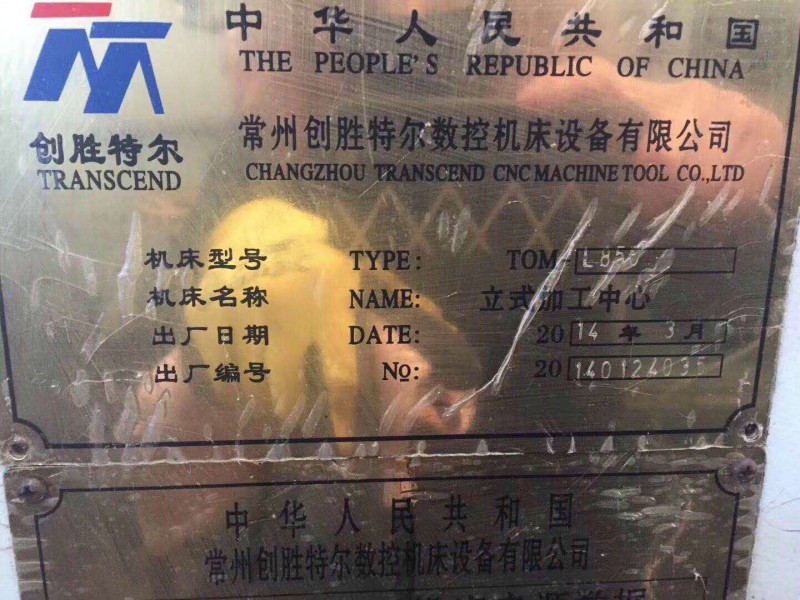 中华人民共和国
THE PEOPLE'S REPUBLIC OF CHINA
创胜特尔
TRANSCEND
常州创胜特尔数控机床设备有限公司
CHANGZHOU TRANSCEND CNC MACHINE TOOL CO.,LTD
机床型号 TYPE: TOM-L850
机床名称 NAME: 立式加工中心
出厂日期 DATE: 2014年3月
出厂编号 №: 20140124035
中华人民共和国
常州创胜特尔数控机床设备有限公司